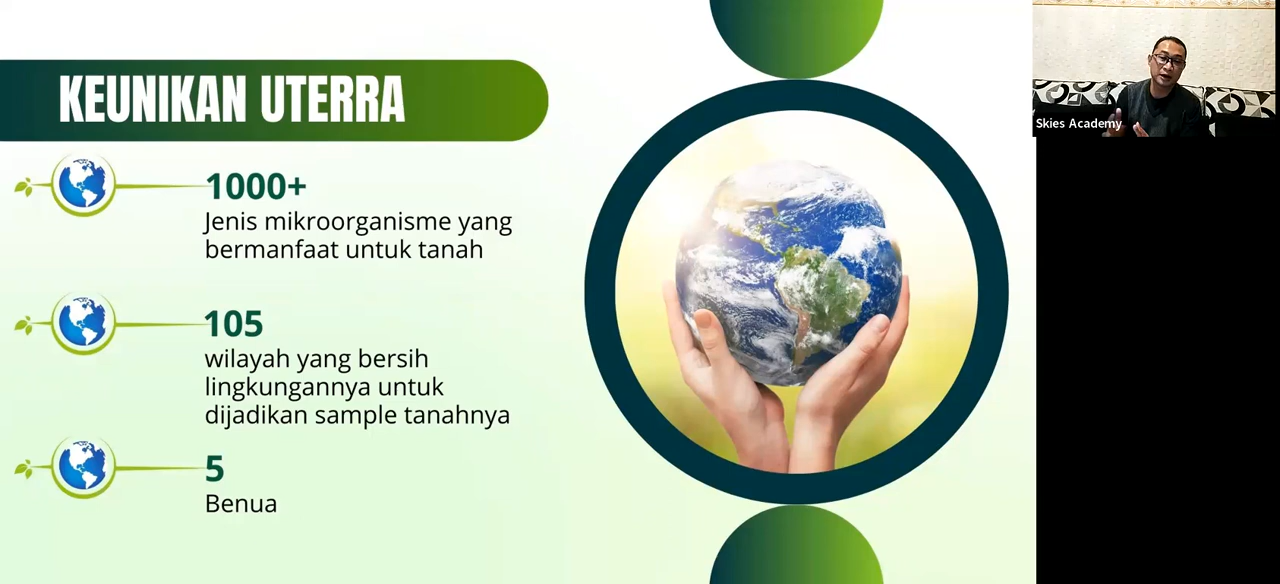 KEUNIKAN UTERRA
1000+
Jenis mikroorganisme yang
bermanfaat untuk tanah
105
wilayah yang bersih
lingkungannya untuk
dijadikan sample tanahnya
5
Benua
Skies Academy